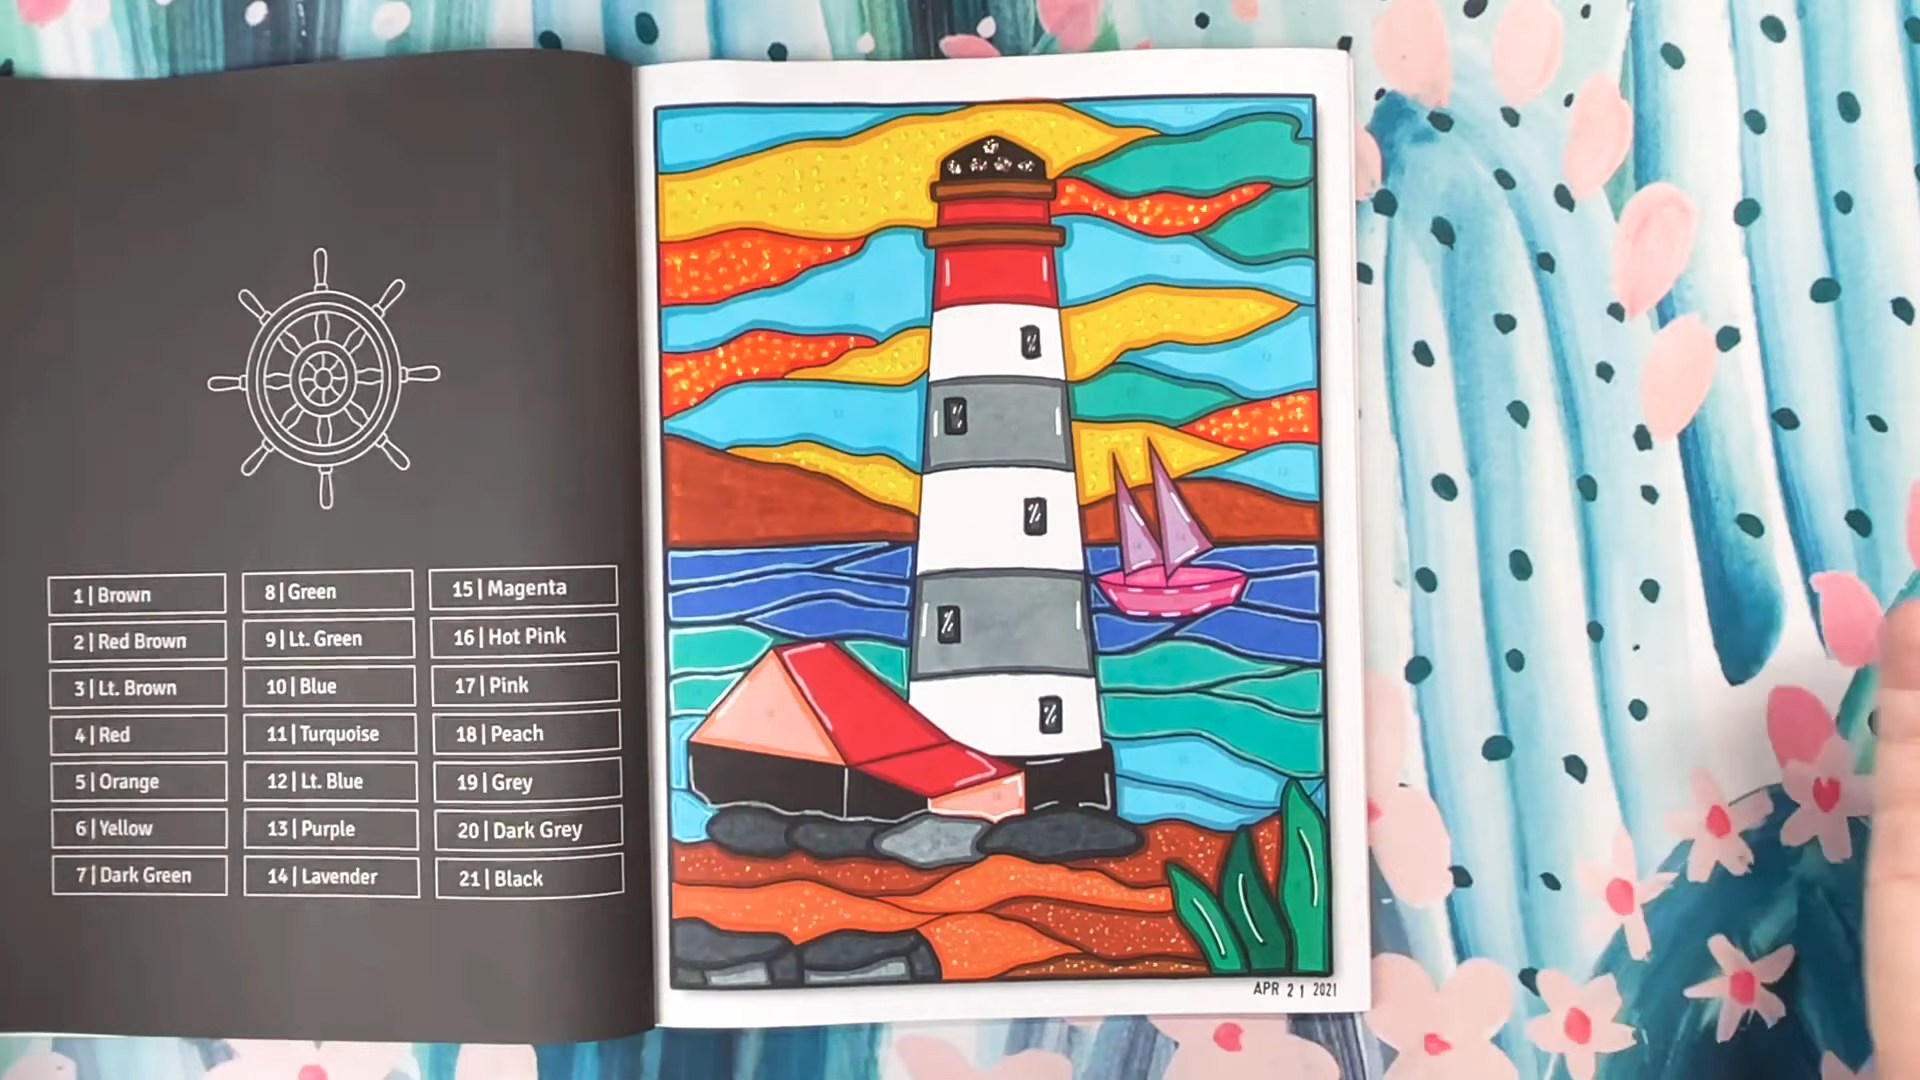 1 | Brown
2 | Red Brown
3 | Lt. Brown
4 | Red
5 | Orange
6 | Yellow
7 | Dark Green
8 | Green
9 | Lt. Green
10 | Blue
11 | Turquoise
12 | Lt. Blue
13 | Purple
14 | Lavender
15 | Magenta
16 | Hot Pink
17 | Pink
18 | Peach
19 | Grey
20 | Dark Grey
21 | Black
APR 21 2021